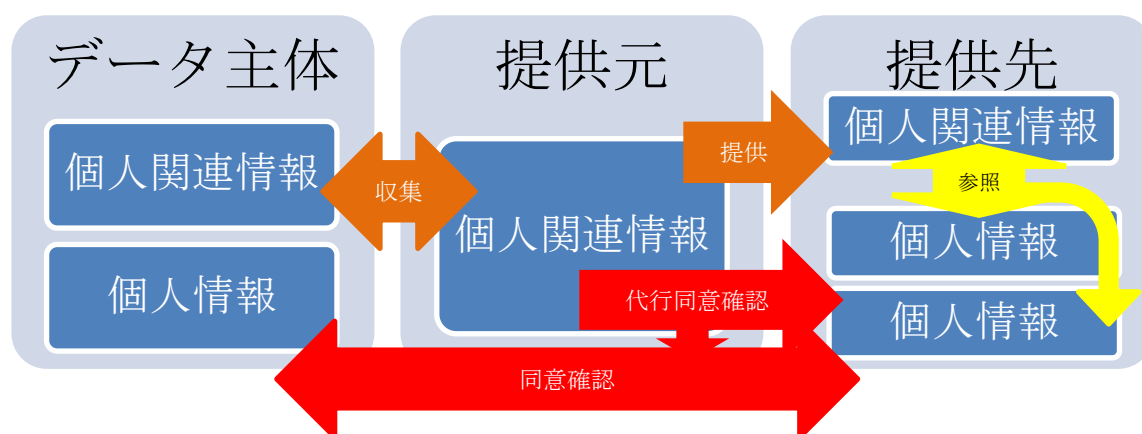 データ主体
個人関連情報
個人情報
収集
提供元
個人関連情報
提供
代行同意確認
同意確認
提供先
個人関連情報
参照
個人情報
個人情報